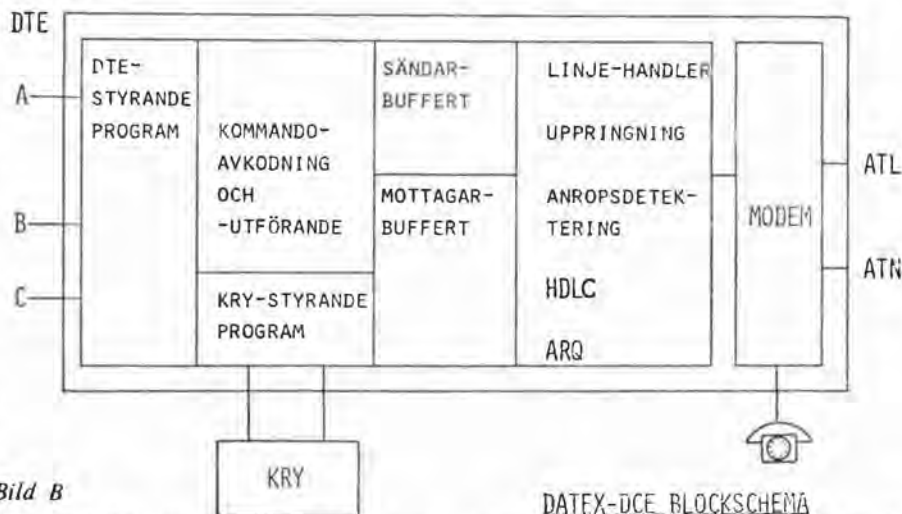 DTE
A
B
C
DTE-
STYRANDE
PROGRAM
KOMMANDO-
AVKODNING
OCH
-UTFÖRANDE
KRY-STYRANDE
PROGRAM
SÄNDAR-
BUFFERT
MOTTAGAR-
BUFFERT
LINJE-HANDLER
UPPRINGNING
ANROPSDETEK-
TERING
HDLC
ARQ
MODEM
ATL
ATN
KRY
Bild B
DATEX-DCE BLOCKSCHEMA